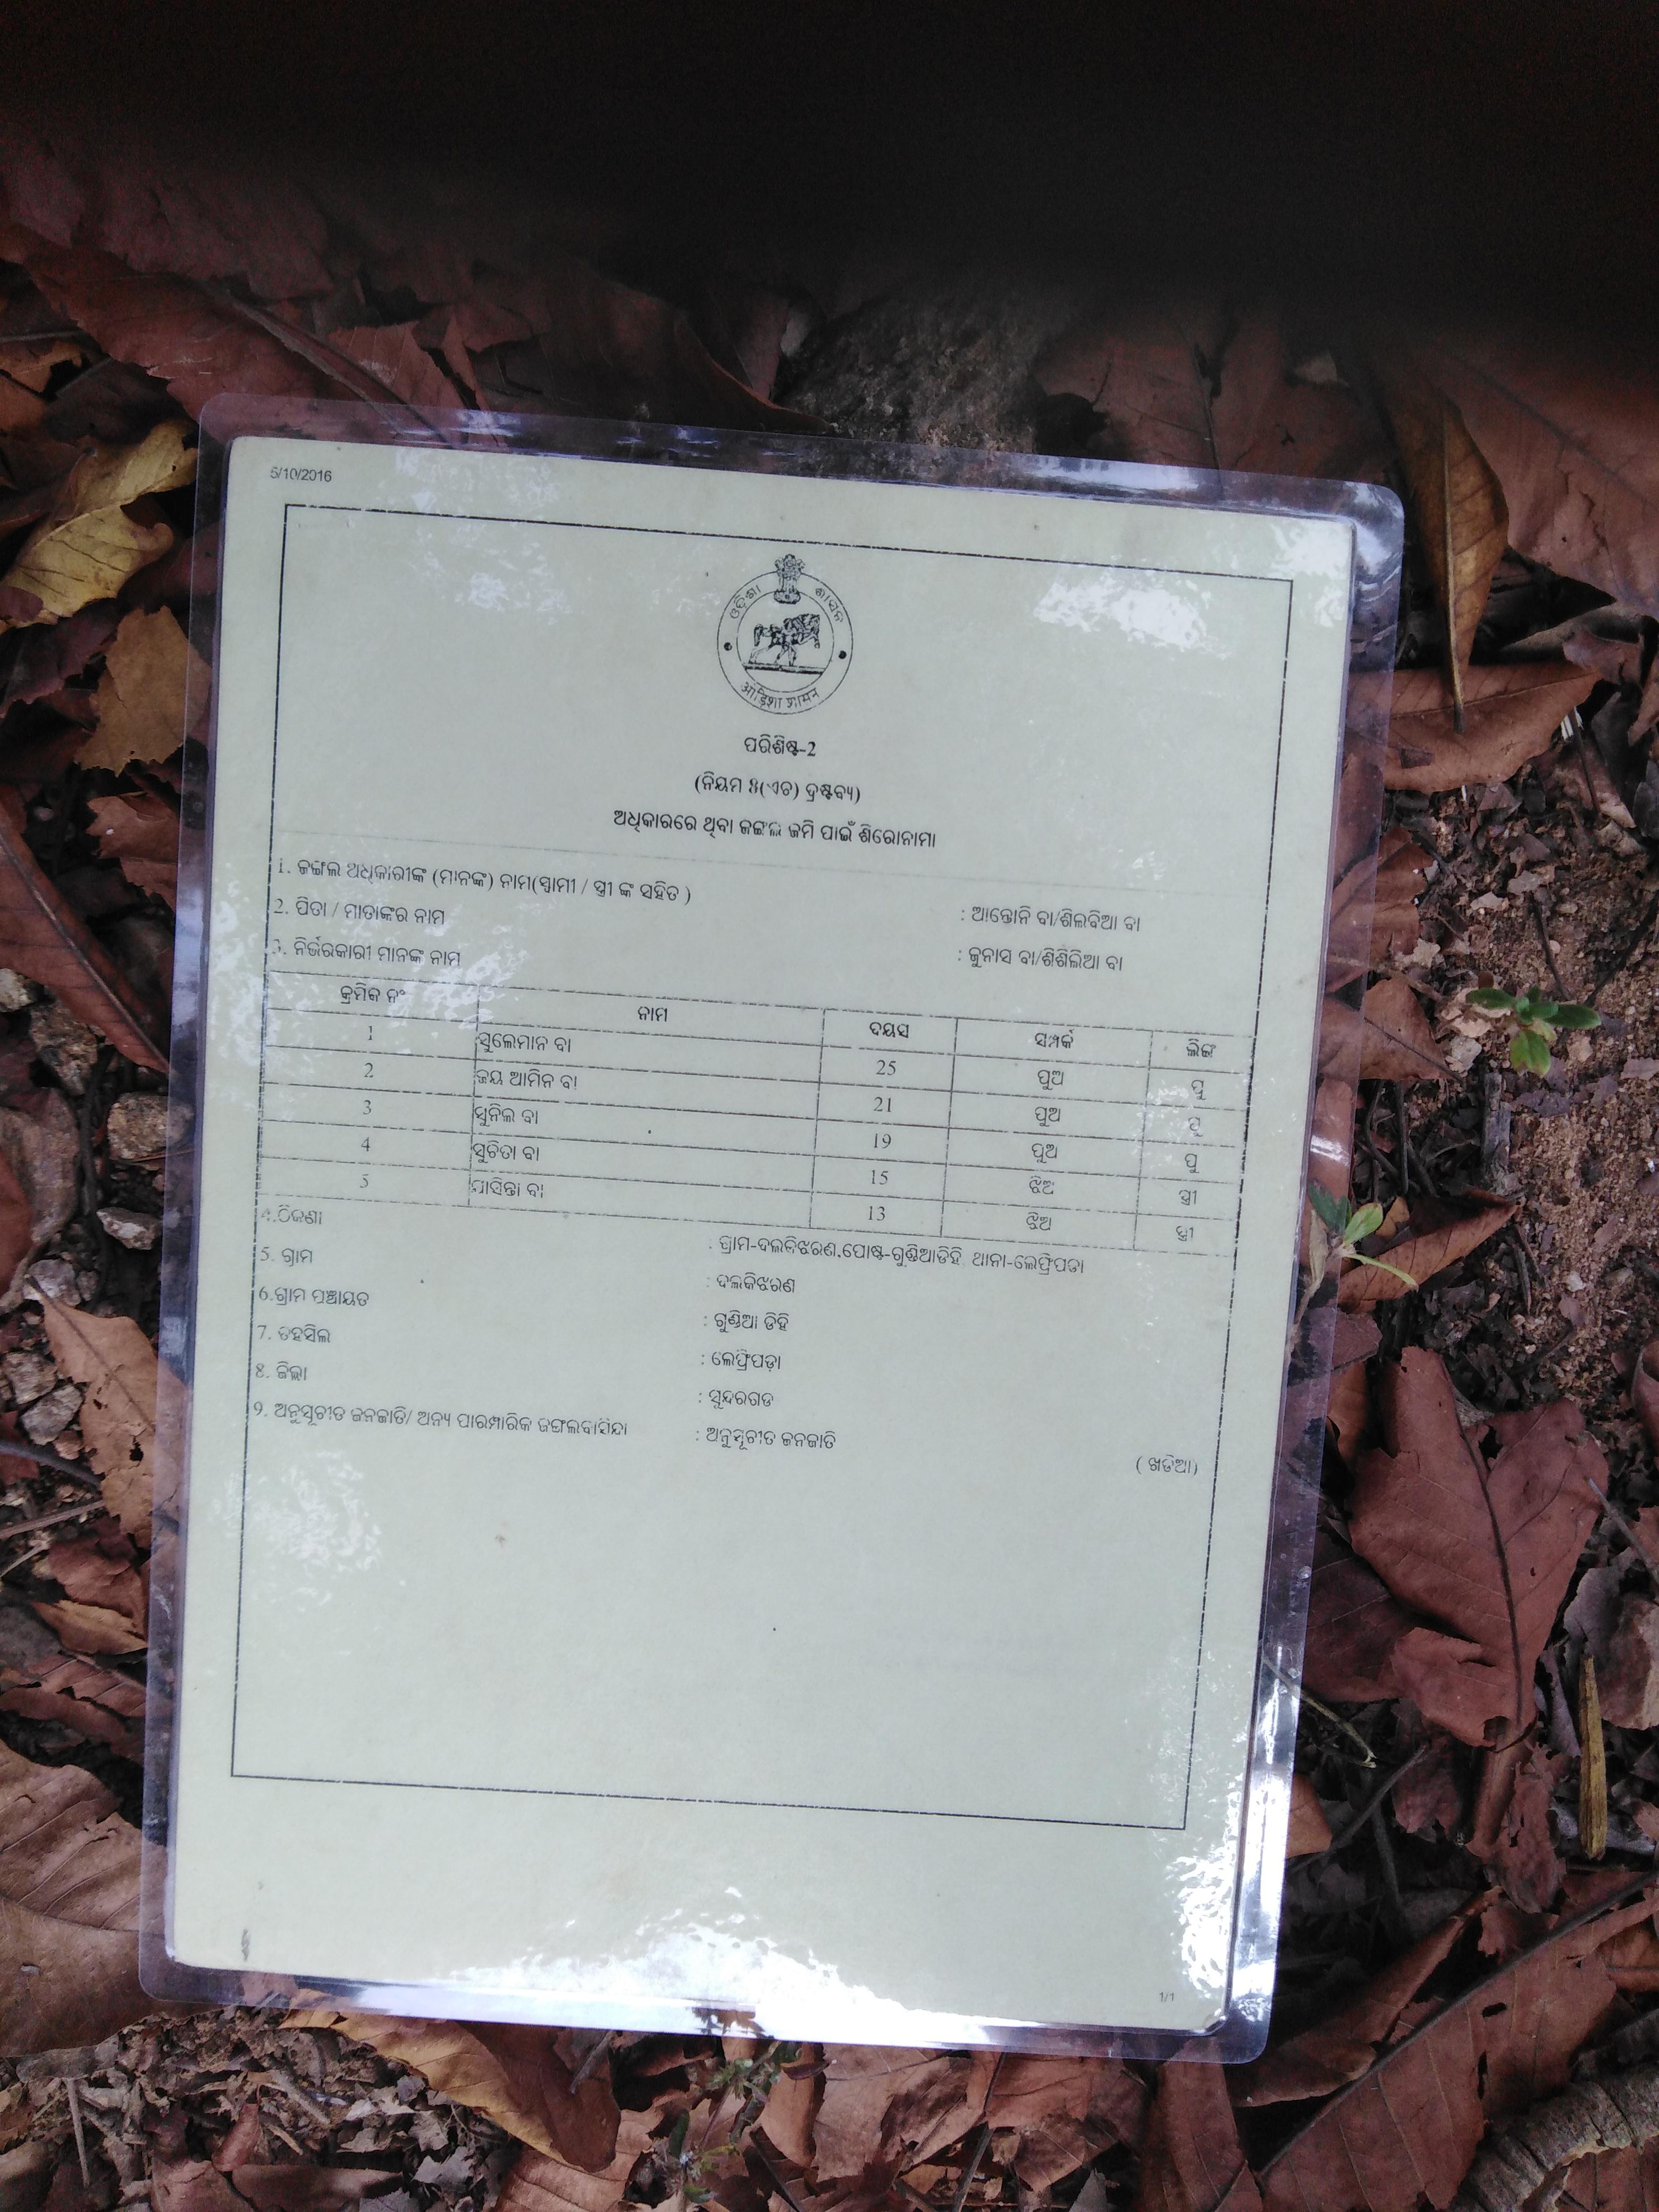 5/10/2016
ଓଡ଼ିଶା ଶାସନ
ओड़िशा शासन
ପରିଶିଷ୍ଟ-2
(ନିୟମ 8(ଏଚ) ଦ୍ରଷ୍ଟବ୍ୟ)
ଅଧିକାରରେ ଥିବା ଜଙ୍ଗଲ ଜମି ପାଇଁ ଶିରୋନାମା
1. ଜଙ୍ଗଲ ଅଧିକାରୀଙ୍କ (ମାନଙ୍କ) ନାମ(ସ୍ବାମୀ / ସ୍ତ୍ରୀ ଙ୍କ ସହିତ ) : ଆନ୍ତୋନି ବା/ଶିଲବିଆ ବା
2. ପିତା / ମାତାଙ୍କର ନାମ : ଜୁନାସ ବା/ଶିଶିଲିଆ ବା
3. ନିର୍ଭରକାରୀ ମାନଙ୍କ ନାମ
କ୍ରମିକ ନଂ ନାମ ବୟସ ସମ୍ପର୍କ ଲିଙ୍ଗ
1 ସୁଲେମାନ ବା 25 ପୁଅ ପୁ
2 ଜୟ ଆମିନ ବା 21 ପୁଅ ପୁ
3 ସୁନିଲ ବା 19 ପୁଅ ପୁ
4 ସୁଚିତା ବା 15 ଝିଅ ସ୍ତ୍ରୀ
5 ଯାସିନ୍ତା ବା 13 ଝିଅ ସ୍ତ୍ରୀ
4.ଠିକଣା : ଗ୍ରାମ-ଦଲକିଝରଣ,ପୋଷ୍ଟ-ଗୁଣ୍ଡିଆଡିହି, ଥାନା-ଲେଫ୍ରିପଡା
5. ଗ୍ରାମ : ଦଲକିଝରଣ
6.ଗ୍ରାମ ପଞ୍ଚାୟତ : ଗୁଣ୍ଡିଆ ଡିହି
7. ତହସିଲ : ଲେଫ୍ରିପଡ଼ା
8. ଜିଲ୍ଲା : ସୁନ୍ଦରଗଡ
9. ଅନୁସୂଚୀତ ଜନଜାତି/ ଅନ୍ୟ ପାରମ୍ପାରିକ ଜଙ୍ଗଲବାସିନ୍ଦା : ଅନୁସୂଚୀତ ଜନଜାତି
( ଖଡିଆ)
1/1